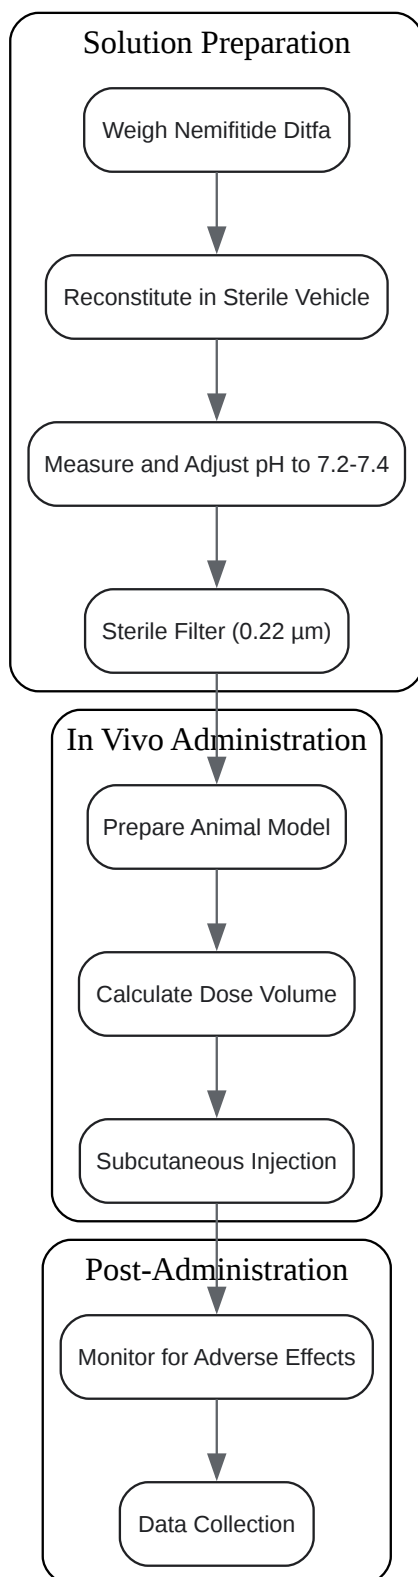 Solution Preparation
Weigh Nemifitide Ditfa
Reconstitute in Sterile Vehicle
Measure and Adjust pH to 7.2-7.4
Sterile Filter (0.22 µm)
In Vivo Administration
Prepare Animal Model
Calculate Dose Volume
Subcutaneous Injection
Post-Administration
Monitor for Adverse Effects
Data Collection